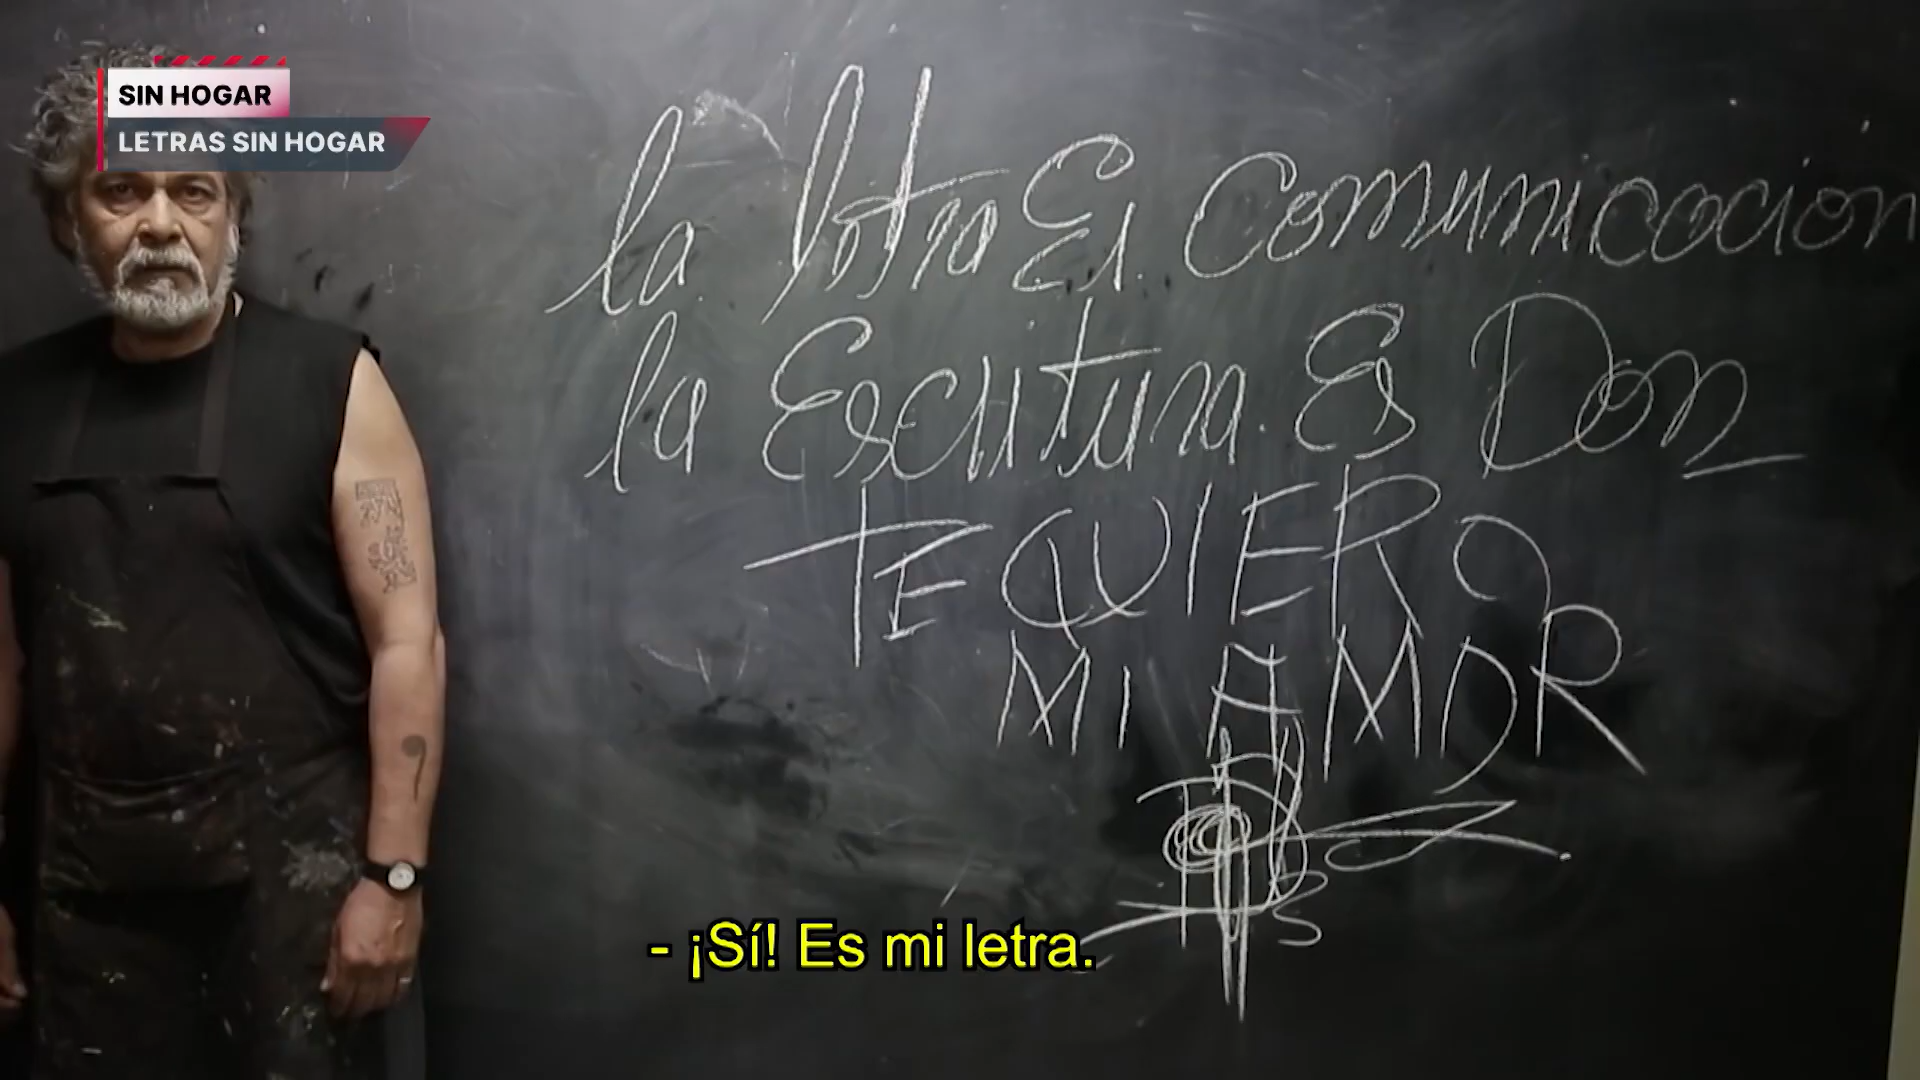 SIN HOGAR
LETRAS SIN HOGAR
la letra Es Comunicacion
la Escritura Es Don
TE QUIERO
MI AMOR
- ¡Sí! Es mi letra.